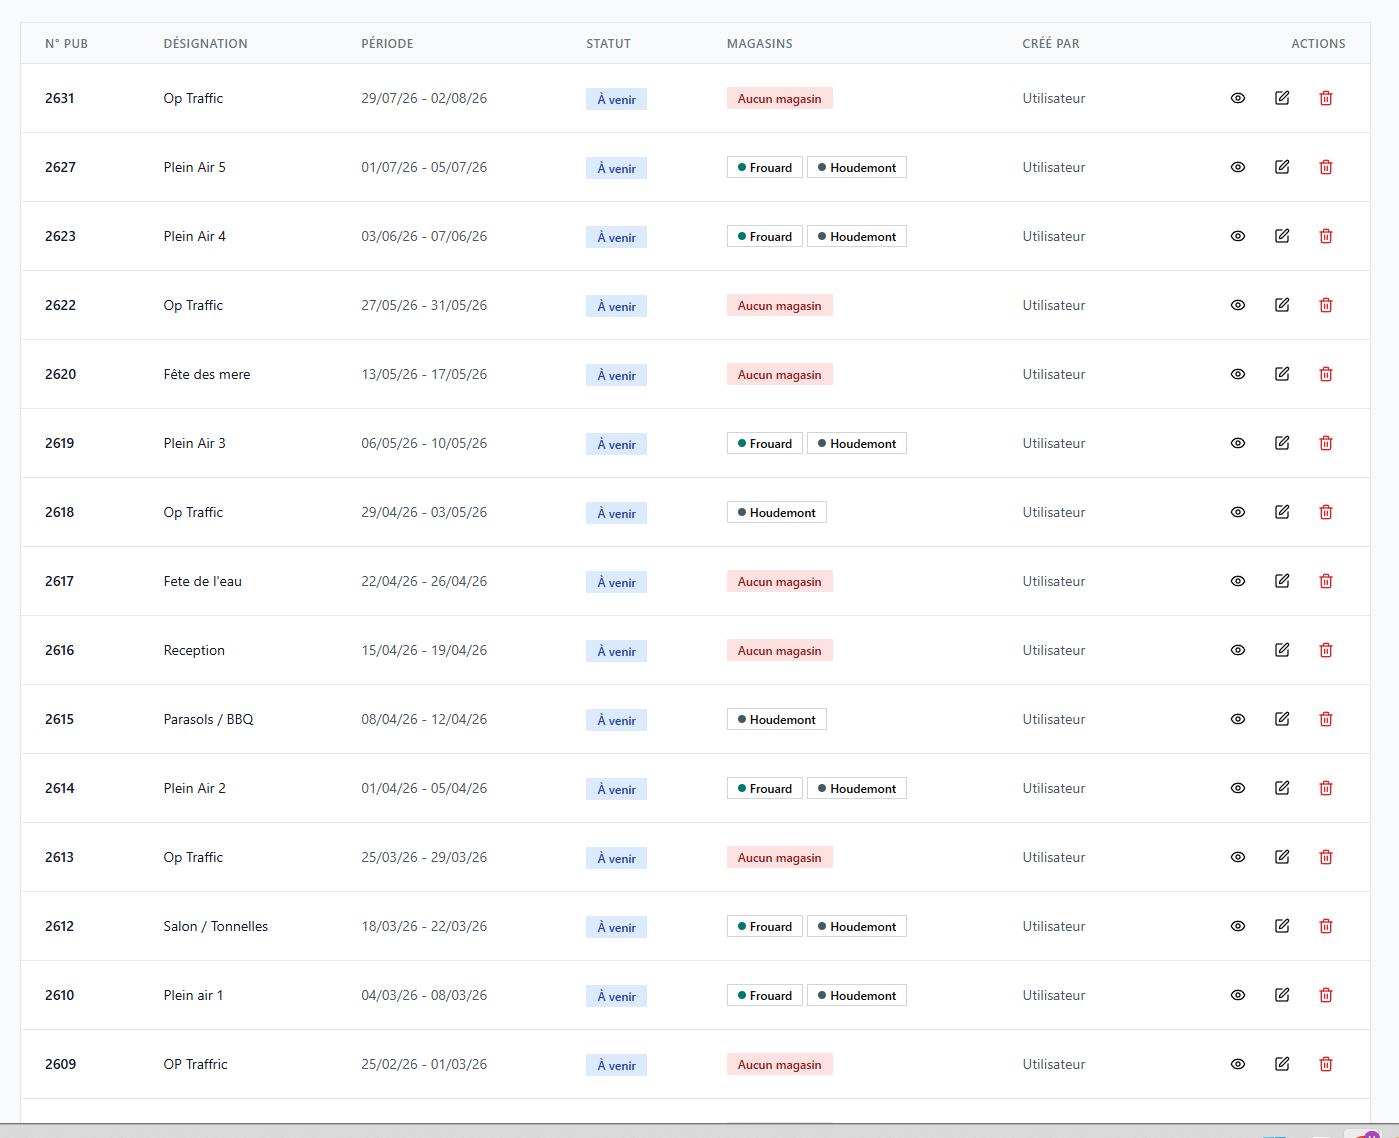 N° PUB DÉSIGNATION PÉRIODE STATUT MAGASINS CRÉÉ PAR ACTIONS
2631 Op Traffic 29/07/26 - 02/08/26 À venir Aucun magasin Utilisateur
2627 Plein Air 5 01/07/26 - 05/07/26 À venir Frouard Houdemont Utilisateur
2623 Plein Air 4 03/06/26 - 07/06/26 À venir Frouard Houdemont Utilisateur
2622 Op Traffic 27/05/26 - 31/05/26 À venir Aucun magasin Utilisateur
2620 Fête des mere 13/05/26 - 17/05/26 À venir Aucun magasin Utilisateur
2619 Plein Air 3 06/05/26 - 10/05/26 À venir Frouard Houdemont Utilisateur
2618 Op Traffic 29/04/26 - 03/05/26 À venir Houdemont Utilisateur
2617 Fete de l'eau 22/04/26 - 26/04/26 À venir Aucun magasin Utilisateur
2616 Reception 15/04/26 - 19/04/26 À venir Aucun magasin Utilisateur
2615 Parasols / BBQ 08/04/26 - 12/04/26 À venir Houdemont Utilisateur
2614 Plein Air 2 01/04/26 - 05/04/26 À venir Frouard Houdemont Utilisateur
2613 Op Traffic 25/03/26 - 29/03/26 À venir Aucun magasin Utilisateur
2612 Salon / Tonnelles 18/03/26 - 22/03/26 À venir Frouard Houdemont Utilisateur
2610 Plein air 1 04/03/26 - 08/03/26 À venir Frouard Houdemont Utilisateur
2609 OP Traffric 25/02/26 - 01/03/26 À venir Aucun magasin Utilisateur